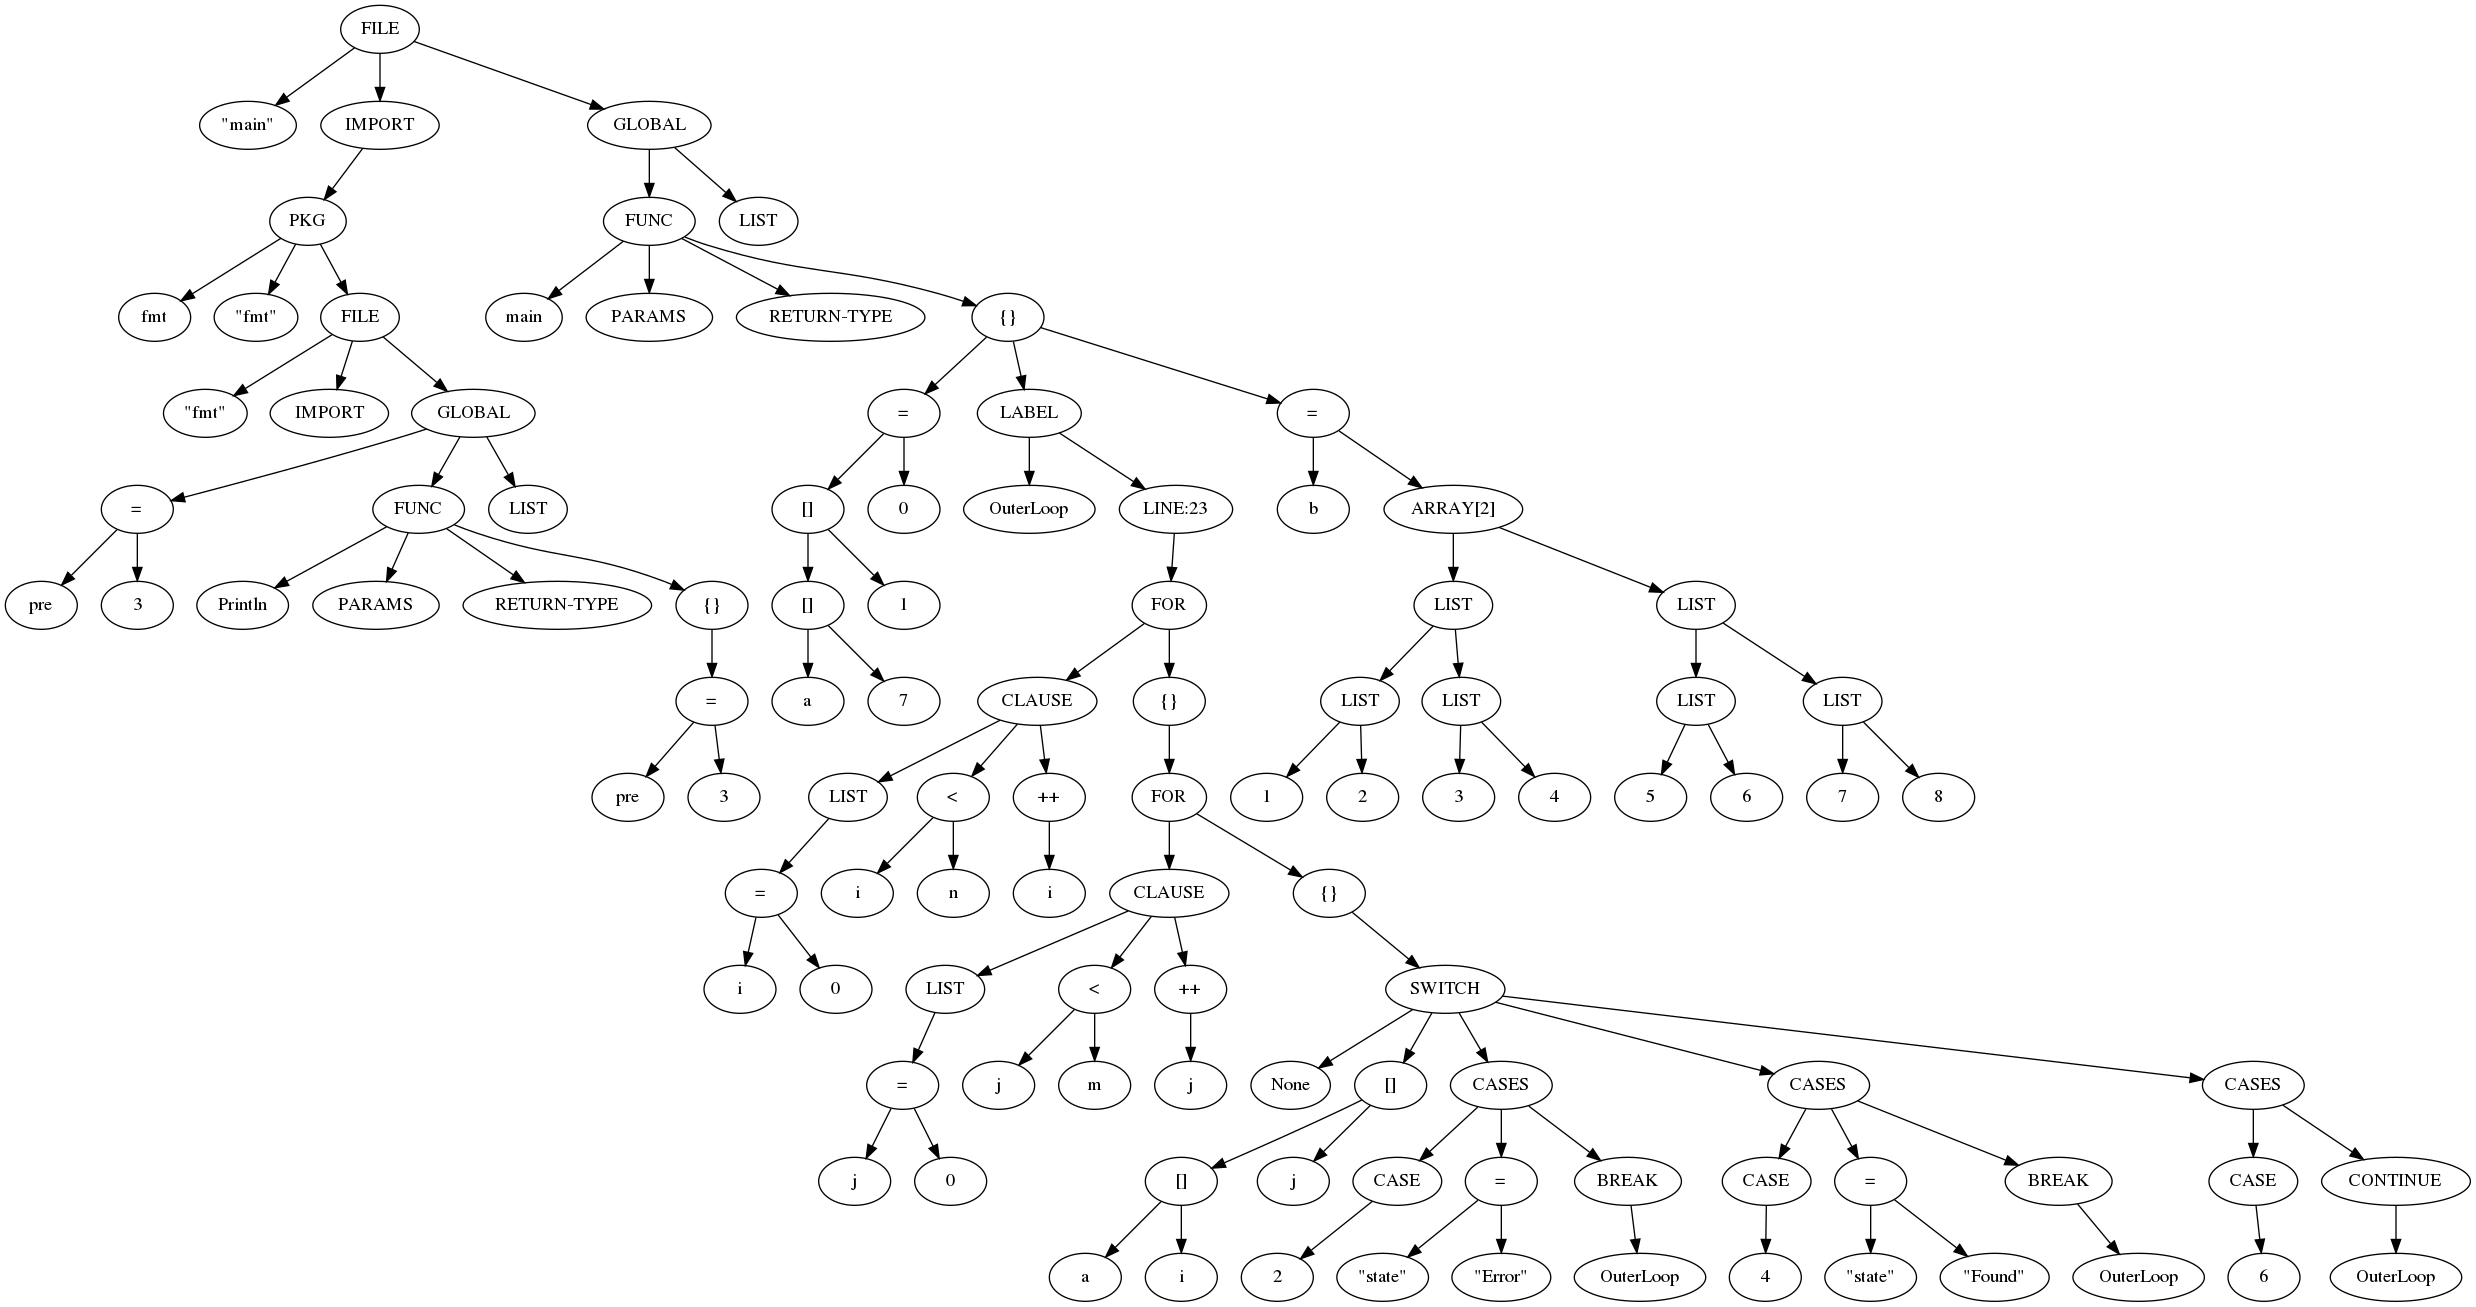 FILE
"main"
IMPORT
GLOBAL
PKG
FUNC
LIST
fmt
"fmt"
FILE
main
PARAMS
RETURN-TYPE
{}
"fmt"
IMPORT
GLOBAL
=
LABEL
=
=
FUNC
LIST
[]
0
OuterLoop
LINE:23
b
ARRAY[2]
pre
3
Println
PARAMS
RETURN-TYPE
{}
[]
1
FOR
LIST
LIST
=
a
7
CLAUSE
{}
LIST
LIST
LIST
LIST
pre
3
LIST
<
++
FOR
1
2
3
4
5
6
7
8
=
i
n
i
CLAUSE
{}
i
0
LIST
<
++
SWITCH
=
j
m
j
None
[]
CASES
CASES
CASES
j
0
[]
j
CASE
=
BREAK
CASE
=
BREAK
CASE
CONTINUE
a
i
2
"state"
"Error"
OuterLoop
4
"state"
"Found"
OuterLoop
6
OuterLoop